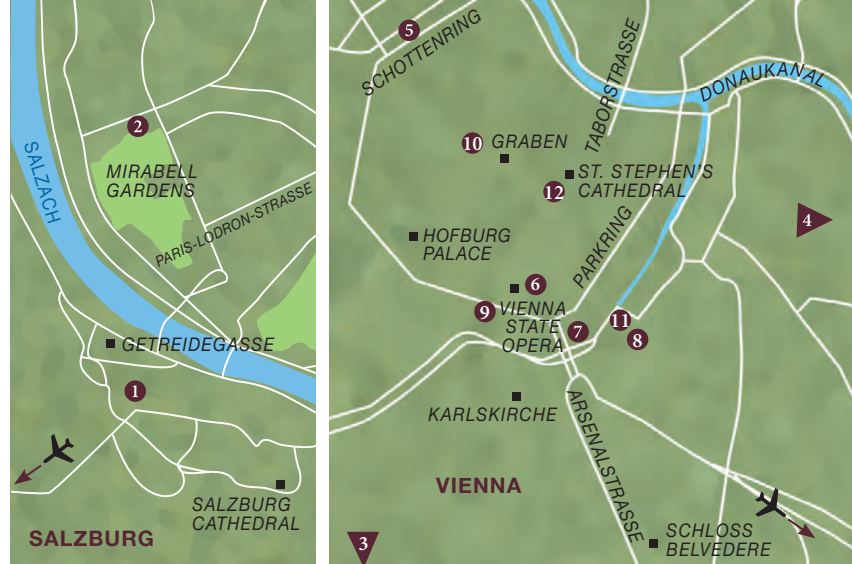 2
MIRABELL
GARDENS
SALZACH
PARIS-LODRON-STRASSE
GETREIDEGASSE
1
SALZBURG
CATHEDRAL
SALZBURG
5
SCHOTTENRING
TABORSTRASSE
DONAUKANAL
10
GRABEN
ST. STEPHEN'S
CATHEDRAL
12
4
PARKRING
HOFBURG
PALACE
6
9
VIENNA
STATE
OPERA
7
11
8
KARLSKIRCHE
ARSENALSTRASSE
VIENNA
3
SCHLOSS
BELVEDERE